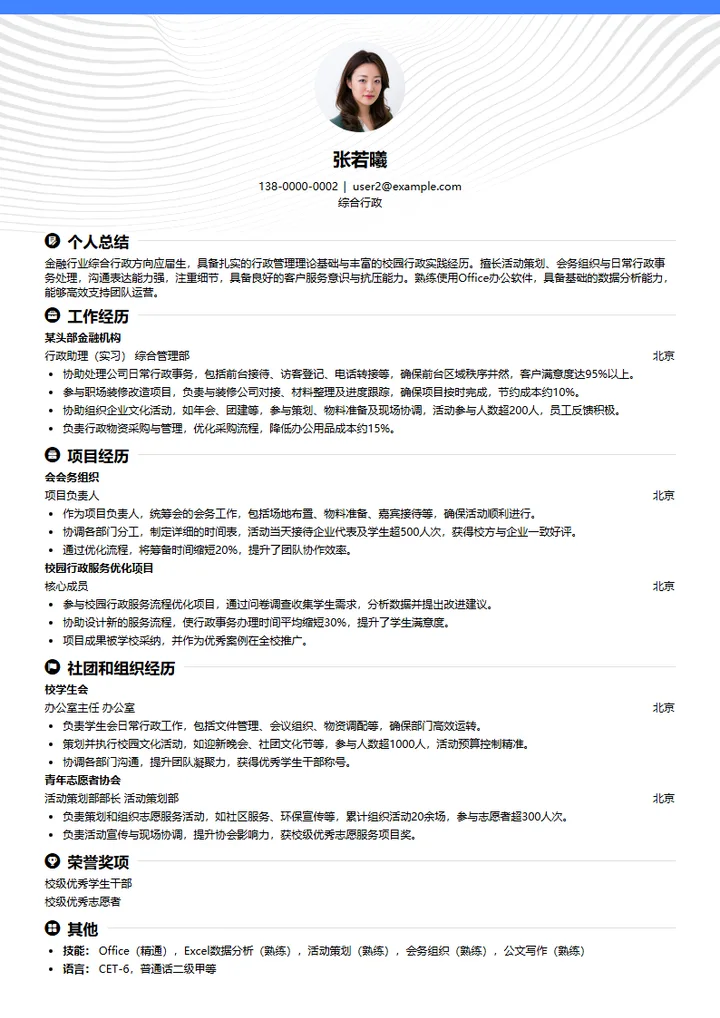 张若曦
138-0000-0002 | user2@example.com
综合行政
个人总结
金融行业综合行政方向应届生，具备扎实的行政管理理论基础与丰富的校园行政实践经历。擅长活动策划、会务组织与日常行政事
务处理，沟通表达能力强，注重细节，具备良好的客户服务意识与抗压能力。熟练使用Office办公软件，具备基础的数据分析能力，
能够高效支持团队运营。
工作经历
某头部金融机构
行政助理（实习） 综合管理部 北京
• 协助处理公司日常行政事务，包括前台接待、访客登记、电话转接等，确保前台区域秩序井然，客户满意度达95%以上。
• 参与职场装修改造项目，负责与装修公司对接、材料整理及进度跟踪，确保项目按时完成，节约成本约10%。
• 协助组织企业文化活动，如年会、团建等，参与策划、物料准备及现场协调，活动参与人数超200人，员工反馈积极。
• 负责行政物资采购与管理，优化采购流程，降低办公用品成本约15%。
项目经历
会会务组织
项目负责人 北京
• 作为项目负责人，统筹会的会务工作，包括场地布置、物料准备、嘉宾接待等，确保活动顺利进行。
• 协调各部门分工，制定详细的时间表，活动当天接待企业代表及学生超500人次，获得校方与企业一致好评。
• 通过优化流程，将筹备时间缩短20%，提升了团队协作效率。
校园行政服务优化项目
核心成员 北京
• 参与校园行政服务流程优化项目，通过问卷调查收集学生需求，分析数据并提出改进建议。
• 协助设计新的服务流程，使行政事务办理时间平均缩短30%，提升了学生满意度。
• 项目成果被学校采纳，并作为优秀案例在全校推广。
社团和组织经历
校学生会
办公室主任 办公室 北京
• 负责学生会日常行政工作，包括文件管理、会议组织、物资调配等，确保部门高效运转。
• 策划并执行校园文化活动，如迎新晚会、社团文化节等，参与人数超1000人，活动预算控制精准。
• 协调各部门沟通，提升团队凝聚力，获得优秀学生干部称号。
青年志愿者协会
活动策划部部长 活动策划部 北京
• 负责策划和组织志愿服务活动，如社区服务、环保宣传等，累计组织活动20余场，参与志愿者超300人次。
• 负责活动宣传与现场协调，提升协会影响力，获校级优秀志愿服务项目奖。
荣誉奖项
校级优秀学生干部
校级优秀志愿者
其他
• 技能： Office（精通），Excel数据分析（熟练），活动策划（熟练），会务组织（熟练），公文写作（熟练）
• 语言： CET-6，普通话二级甲等